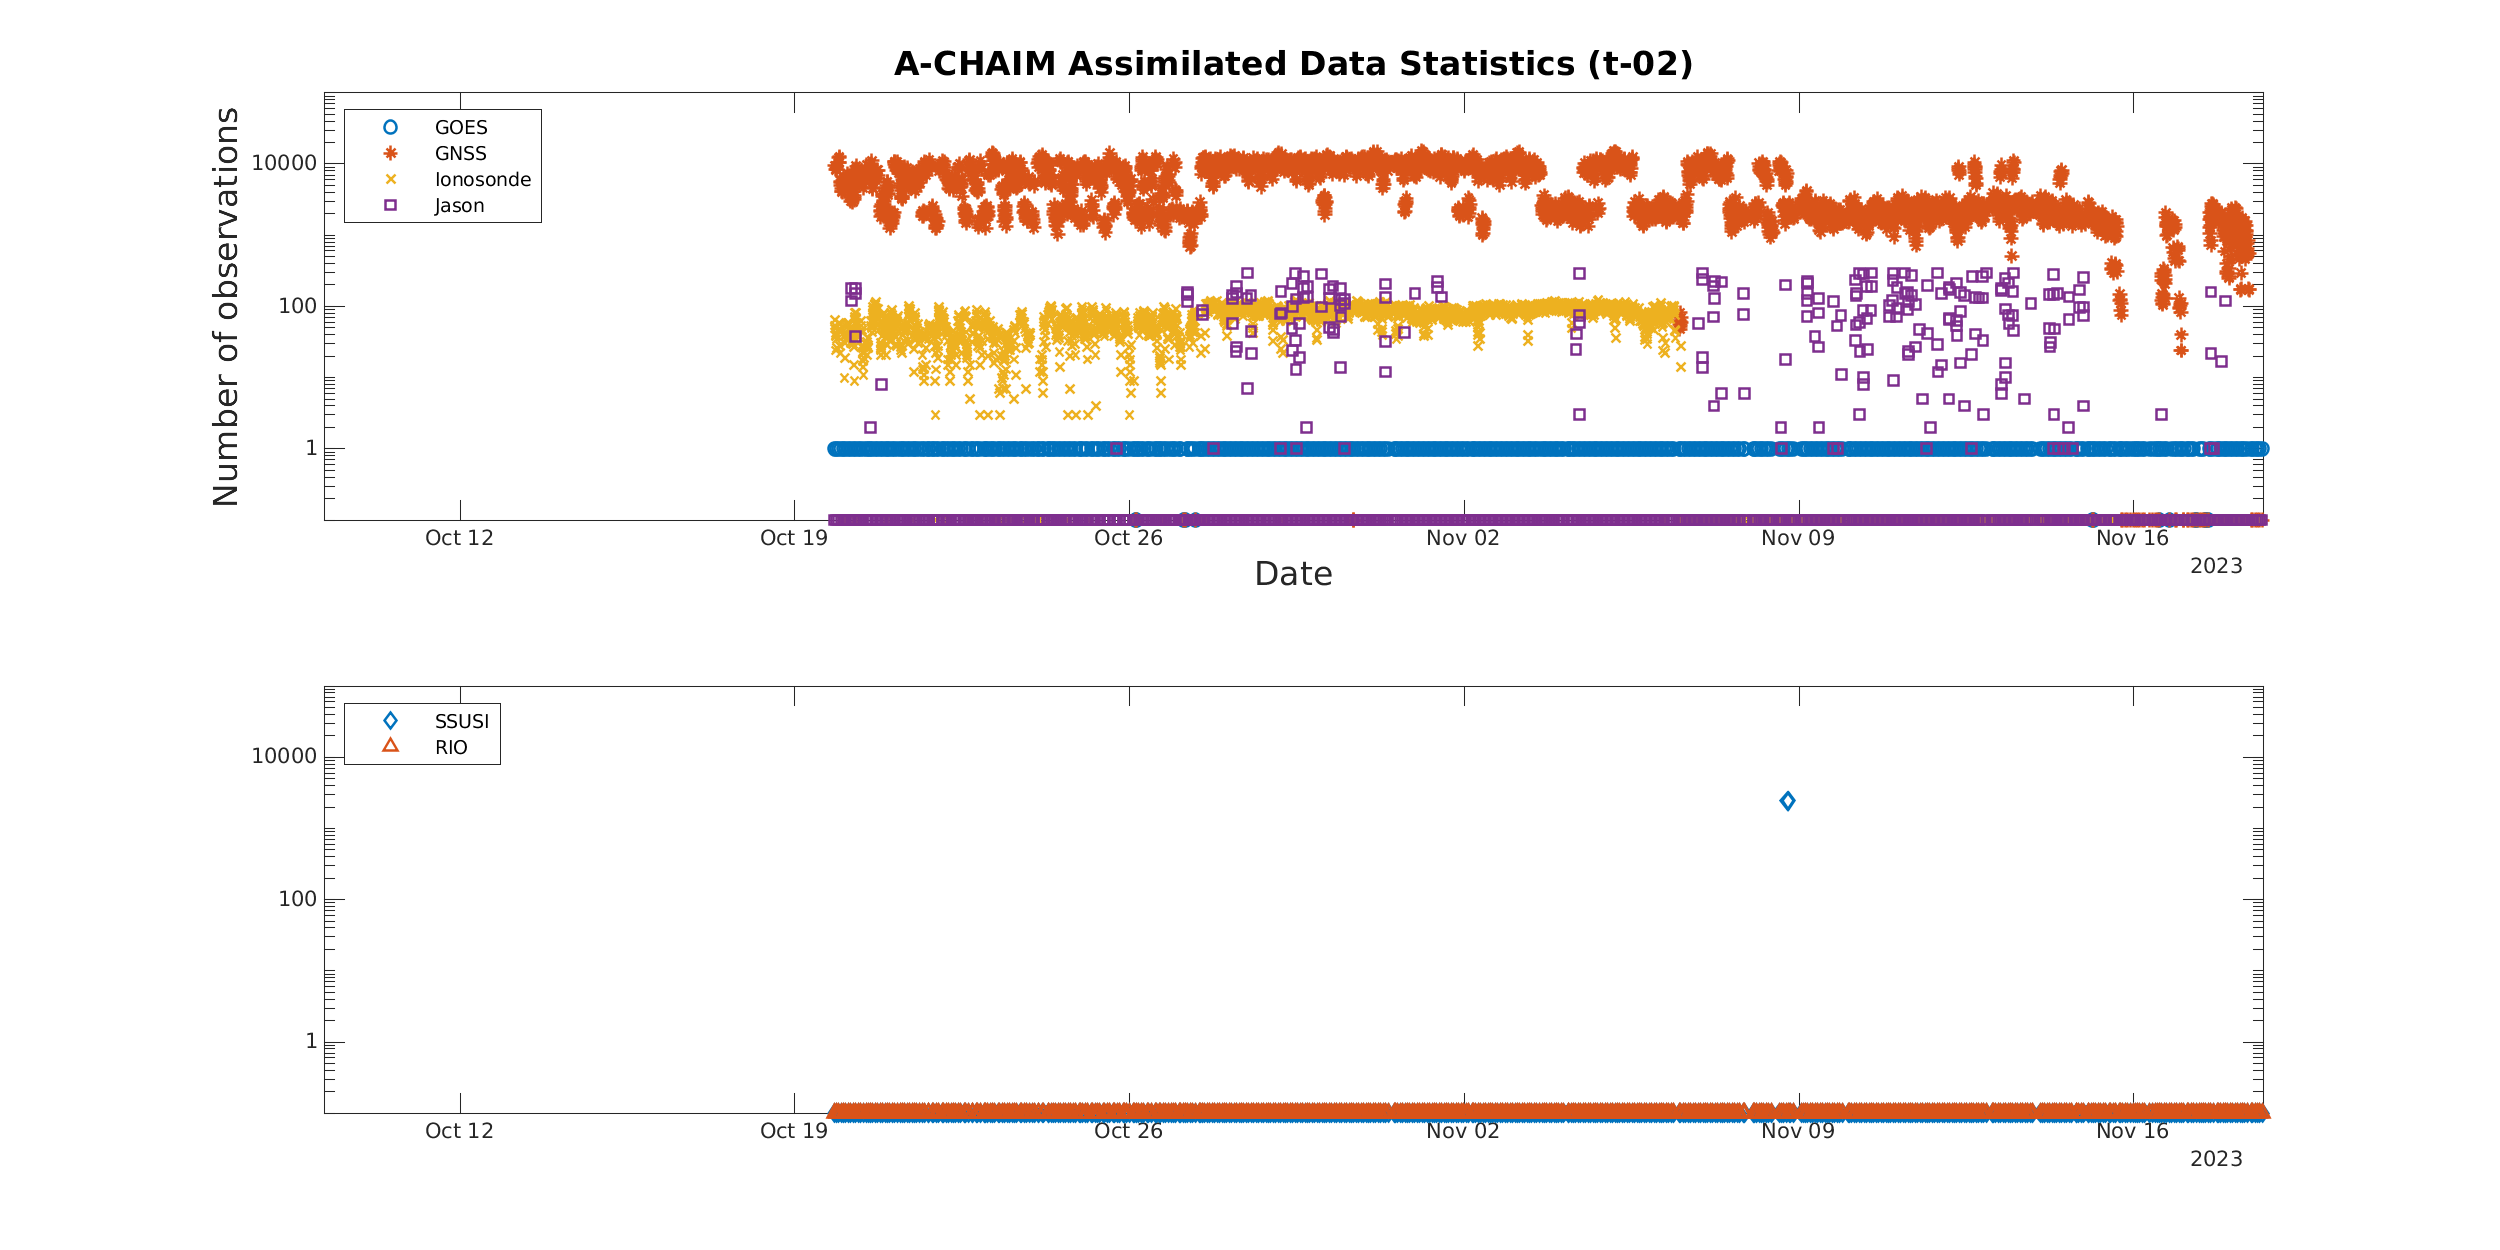 A-CHAIM Assimilated Data Statistics (t-02)
Number of observations
GOES
GNSS
Ionosonde
Jason
10000
100
1
Oct 12 Oct 19 Oct 26 Nov 02 Nov 09 Nov 16
2023
Date
SSUSI
RIO
10000
100
1
Oct 12 Oct 19 Oct 26 Nov 02 Nov 09 Nov 16
2023